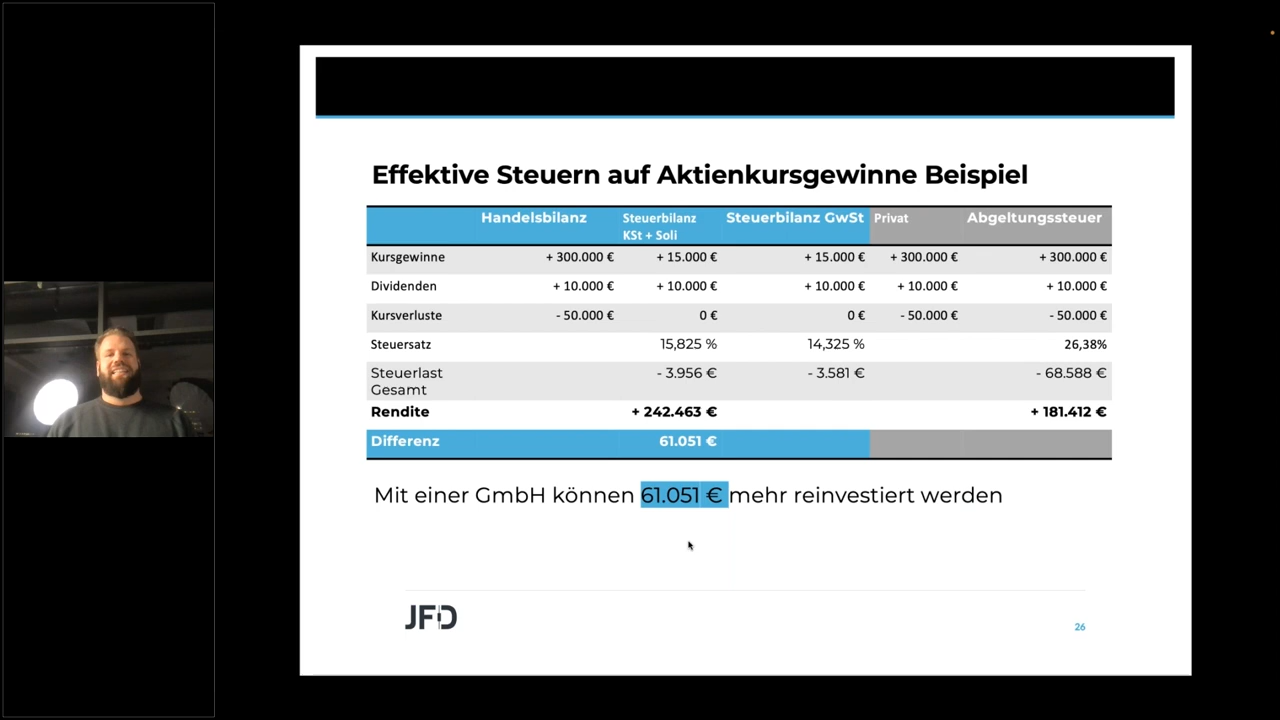 Effektive Steuern auf Aktienkursgewinne Beispiel
Handelsbilanz Steuerbilanz KSt + Soli Steuerbilanz GwSt Privat Abgeltungssteuer
Kursgewinne + 300.000 € + 15.000 € + 15.000 € + 300.000 € + 300.000 €
Dividenden + 10.000 € + 10.000 € + 10.000 € + 10.000 € + 10.000 €
Kursverluste - 50.000 € 0 € 0 € - 50.000 € - 50.000 €
Steuersatz 15,825 % 14,325 % 26,38%
Steuerlast Gesamt - 3.956 € - 3.581 € - 68.588 €
Rendite + 242.463 € + 181.412 €
Differenz 61.051 €
Mit einer GmbH können 61.051 € mehr reinvestiert werden
JFD
26